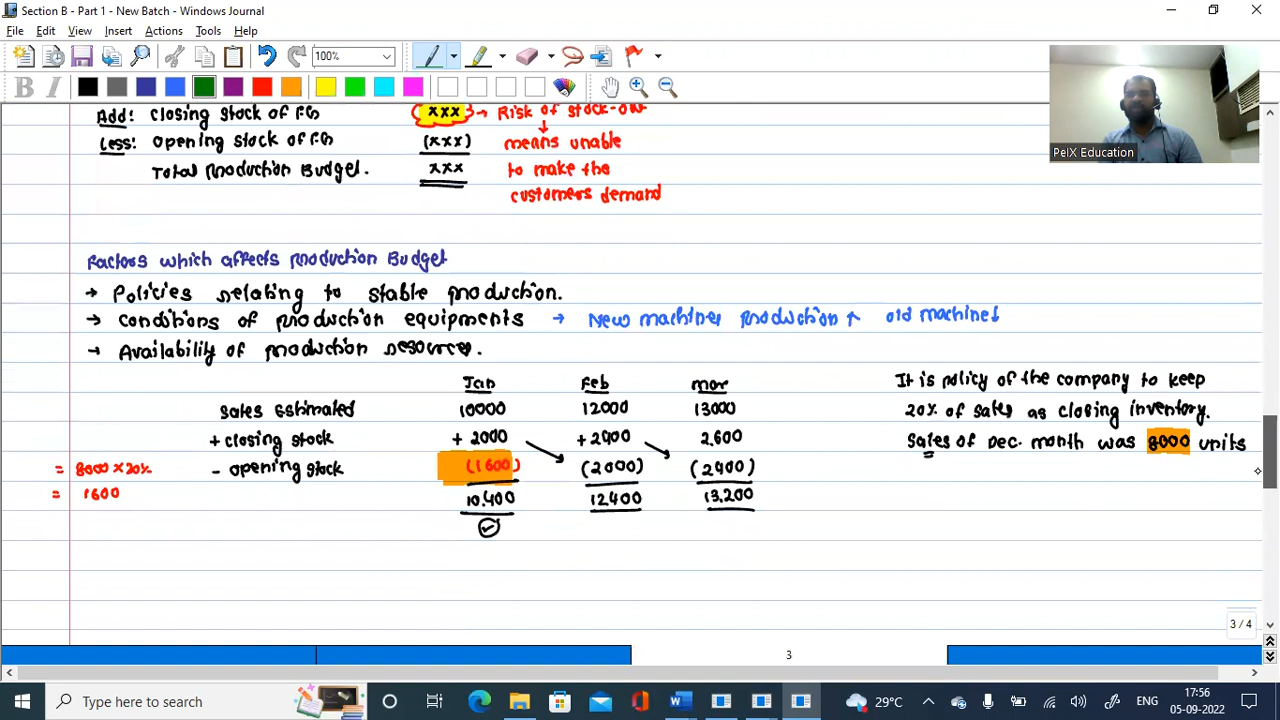 Section B - Part 1 - New Batch - Windows Journal
File Edit View Insert Actions Tools Help
100%
B I
PelX Education
Add: closing stock of FG xxx → Risk of stock-out
Less: opening stock of FG (xxx) means unable
Total Production Budget. xxx to make the
customers demand
Factors which affects production Budget
→ Policies relating to stable production.
→ conditions of production equipments → New machines production ↑ old machines↓
→ Availability of production resources.
Jan Feb mar It is policy of the company to keep
Sales Estimated 10000 12000 13000 20% of sales as closing inventory.
+ closing stock + 2000 + 2400 2600 Sales of Dec. month was 8000 units
= 8000 × 20% - opening stock (1600) (2000) (2400)
= 1600 10,400 12400 13,200
3 / 4
3
Type here to search
29°C ENG 17:56
05-09-2022